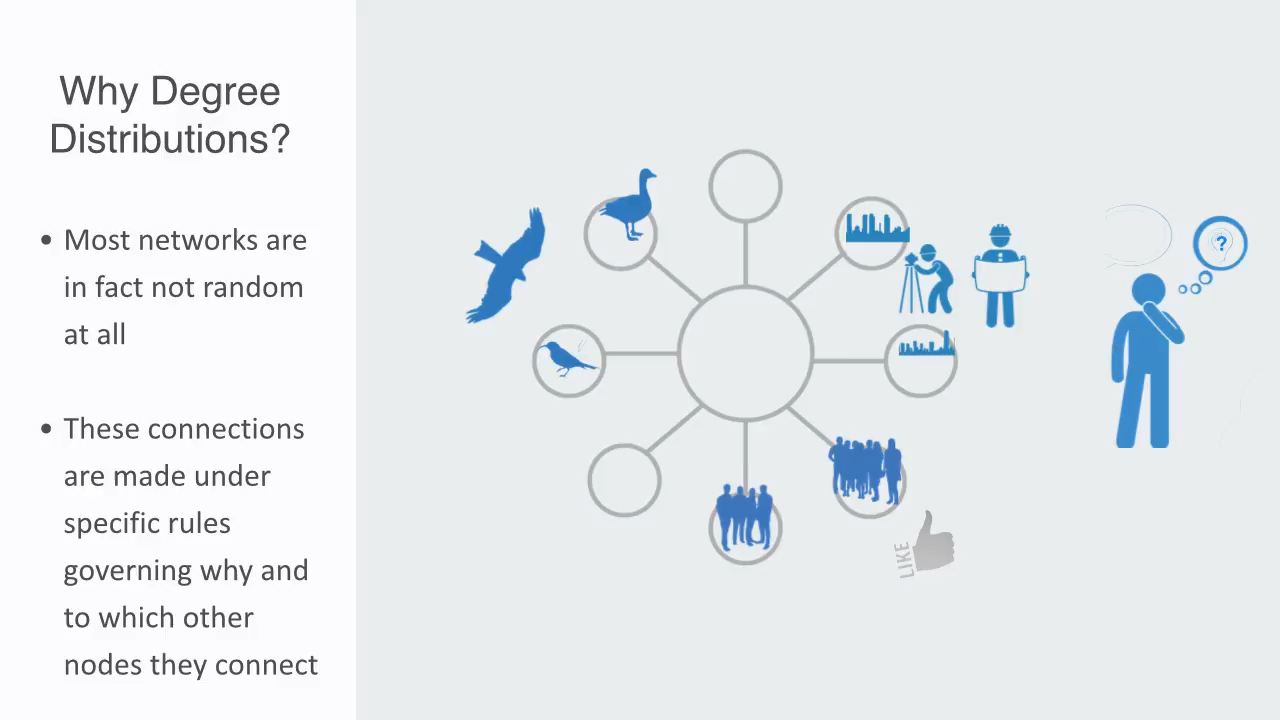 Why Degree
Distributions?
• Most networks are
in fact not random
at all
• These connections
are made under
specific rules
governing why and
to which other
nodes they connect
?
LIKE